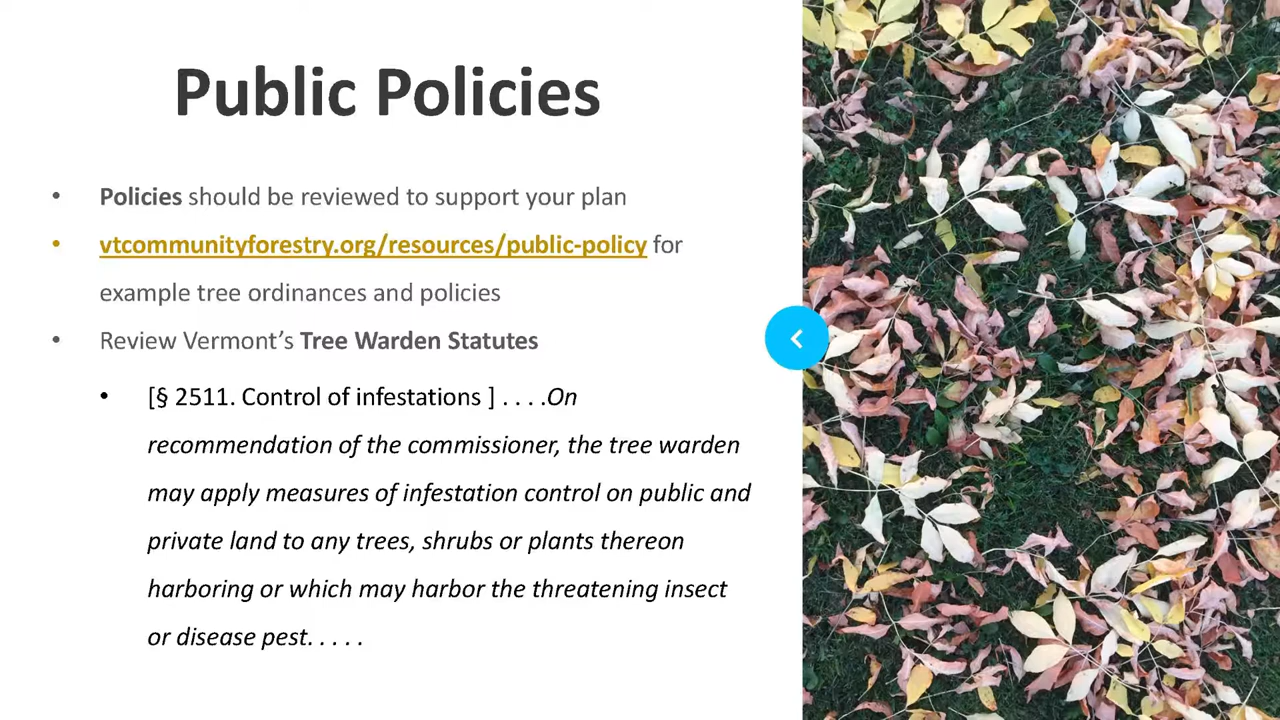 Public Policies
• Policies should be reviewed to support your plan
• vtcommunityforestry.org/resources/public-policy for
example tree ordinances and policies
• Review Vermont's Tree Warden Statutes
• [§ 2511. Control of infestations ] . . . .On
recommendation of the commissioner, the tree warden
may apply measures of infestation control on public and
private land to any trees, shrubs or plants thereon
harboring or which may harbor the threatening insect
or disease pest. . . . .